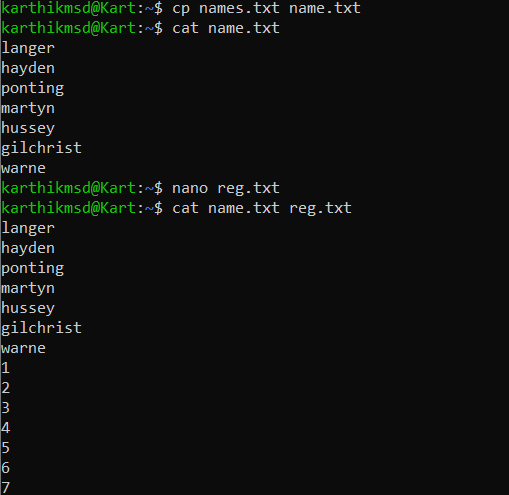 karthikmsd@Kart:~$ cp names.txt name.txt
karthikmsd@Kart:~$ cat name.txt
langer
hayden
ponting
martyn
hussey
gilchrist
warne
karthikmsd@Kart:~$ nano reg.txt
karthikmsd@Kart:~$ cat name.txt reg.txt
langer
hayden
ponting
martyn
hussey
gilchrist
warne
1
2
3
4
5
6
7